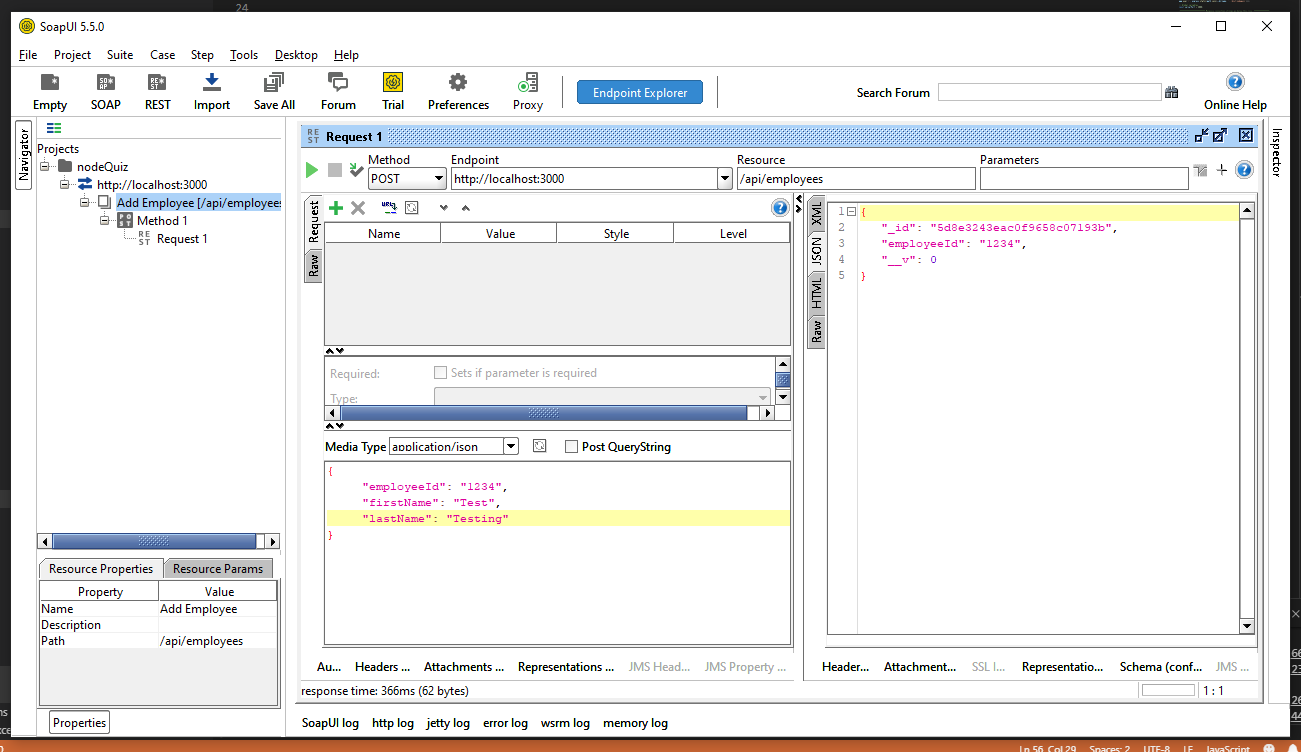 24
SoapUI 5.5.0
File Project Suite Case Step Tools Desktop Help
Empty SOAP REST Import Save All Forum Trial Preferences Proxy Endpoint Explorer Search Forum Online Help
Navigator
Projects
nodeQuiz
http://localhost:3000
Add Employee [/api/employees
Method 1
Request 1
Resource Properties Resource Params
Property Value
Name Add Employee
Description
Path /api/employees
Properties
REST Request 1
Method Endpoint Resource Parameters
POST http://localhost:3000 /api/employees
Request
Raw
Name Value Style Level
Required: Sets if parameter is required
Type:
Media Type application/json Post QueryString
{
"employeeId": "1234",
"firstName": "Test",
"lastName": "Testing"
}
Au... Headers ... Attachments ... Representations ... JMS Head... JMS Property ...
XML
JSON
HTML
Raw
1 {
2 "_id": "5d8e3243eac0f9658c07193b",
3 "employeeId": "1234",
4 "__v": 0
5 }
Header... Attachment... SSL I... Representatio... Schema (conf... JMS ...
response time: 366ms (62 bytes) 1 : 1
SoapUI log http log jetty log error log wsrm log memory log
Inspector
Ln 56, Col 29 Spaces: 2 UTF-8 LF JavaScript